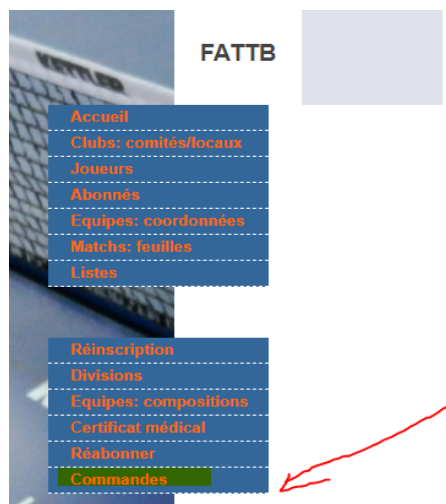 KETTLER
FATTB
Accueil
Clubs: comités/locaux
Joueurs
Abonnés
Equipes: coordonnées
Matchs: feuilles
Listes
Réinscription
Divisions
Equipes: compositions
Certificat médical
Réabonner
Commandes